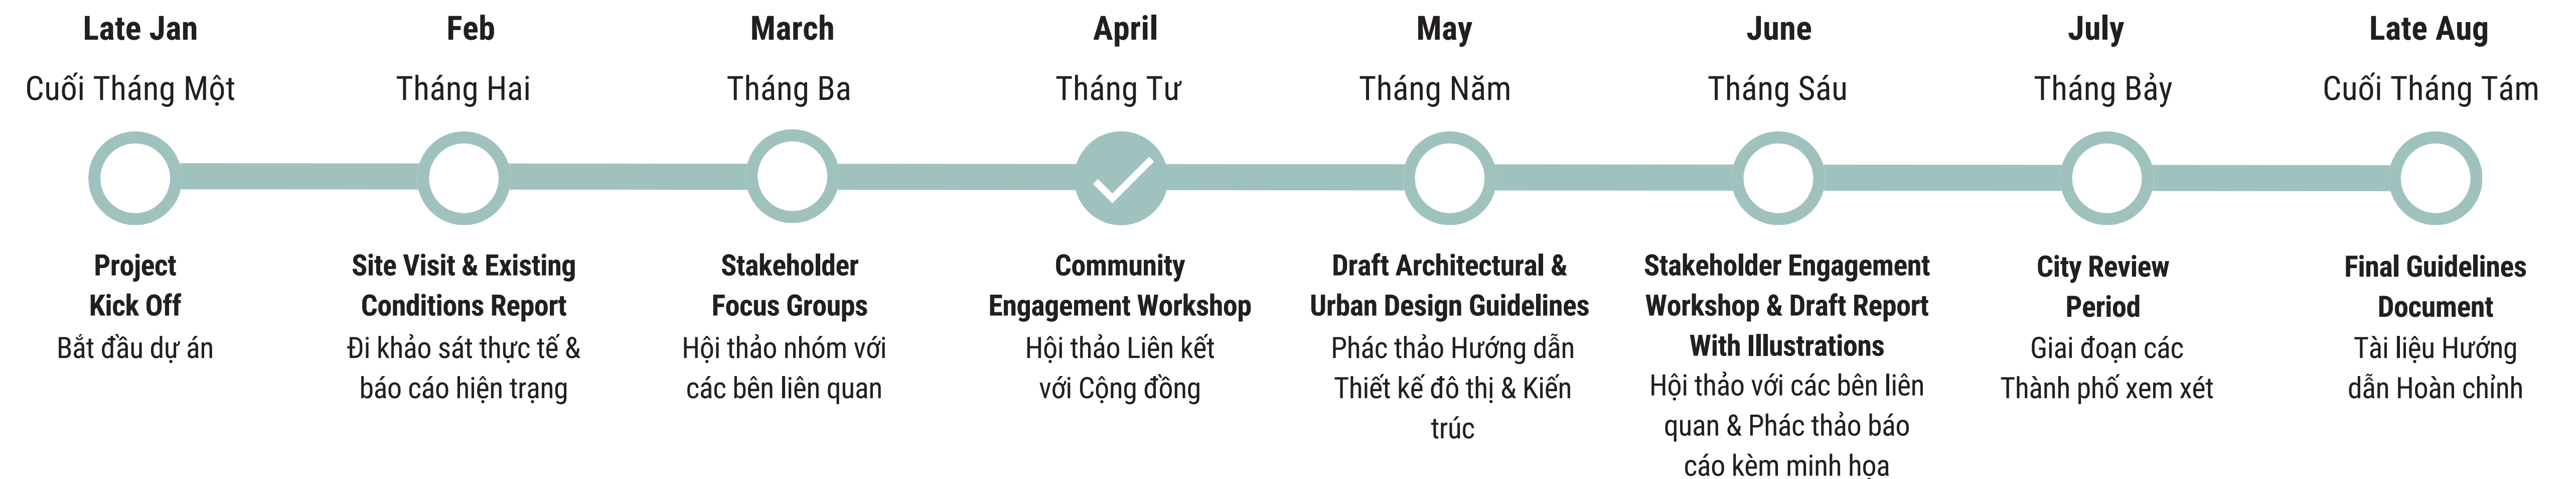 Late Jan
Cuối Tháng Một
Project
Kick Off
Bắt đầu dự án
Feb
Tháng Hai
Site Visit & Existing
Conditions Report
Đi khảo sát thực tế &
báo cáo hiện trạng
March
Tháng Ba
Stakeholder
Focus Groups
Hội thảo nhóm với
các bên liên quan
April
Tháng Tư
Community
Engagement Workshop
Hội thảo Liên kết
với Cộng đồng
May
Tháng Năm
Draft Architectural &
Urban Design Guidelines
Phác thảo Hướng dẫn
Thiết kế đô thị & Kiến
trúc
June
Tháng Sáu
Stakeholder Engagement
Workshop & Draft Report
With Illustrations
Hội thảo với các bên liên
quan & Phác thảo báo
cáo kèm minh họa
July
Tháng Bảy
City Review
Period
Giai đoạn các
Thành phố xem xét
Late Aug
Cuối Tháng Tám
Final Guidelines
Document
Tài liệu Hướng
dẫn Hoàn chỉnh